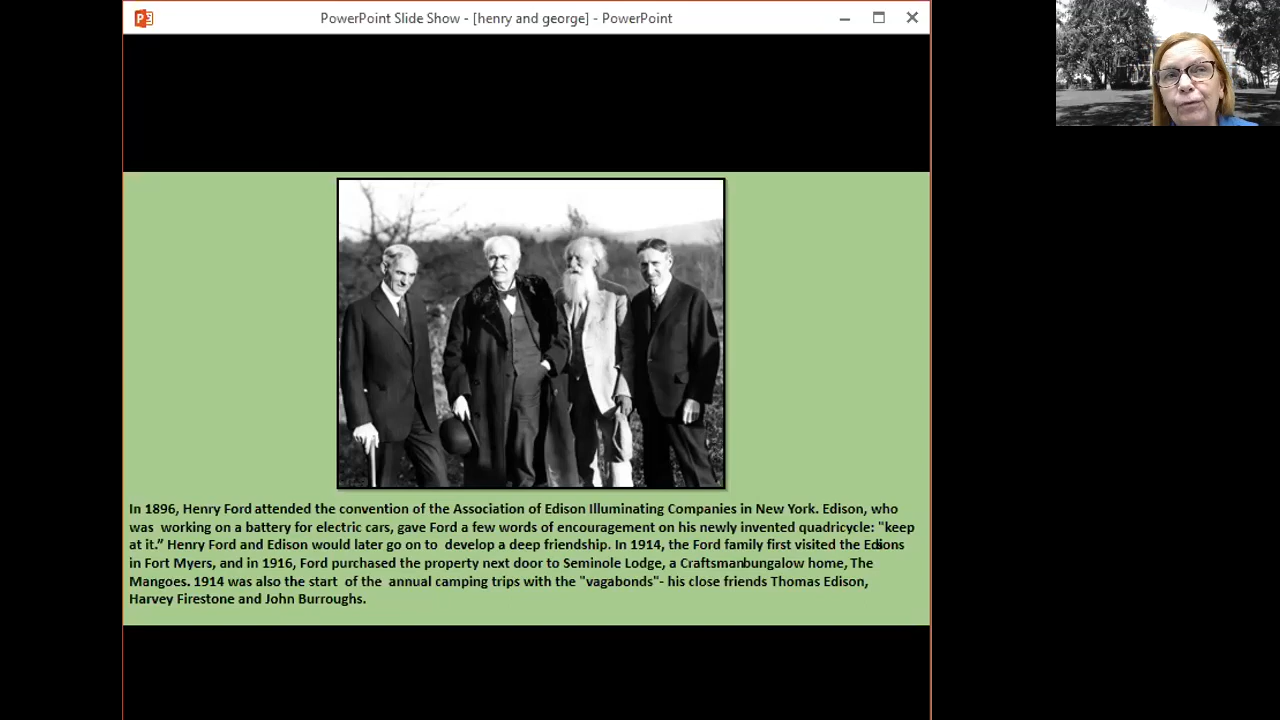 PowerPoint Slide Show - [henry and george] - PowerPoint
In 1896, Henry Ford attended the convention of the Association of Edison Illuminating Companies in New York. Edison, who
was working on a battery for electric cars, gave Ford a few words of encouragement on his newly invented quadricycle: "keep
at it.” Henry Ford and Edison would later go on to develop a deep friendship. In 1914, the Ford family first visited the Edisons
in Fort Myers, and in 1916, Ford purchased the property next door to Seminole Lodge, a Craftsman bungalow home, The
Mangoes. 1914 was also the start of the annual camping trips with the "vagabonds"- his close friends Thomas Edison,
Harvey Firestone and John Burroughs.